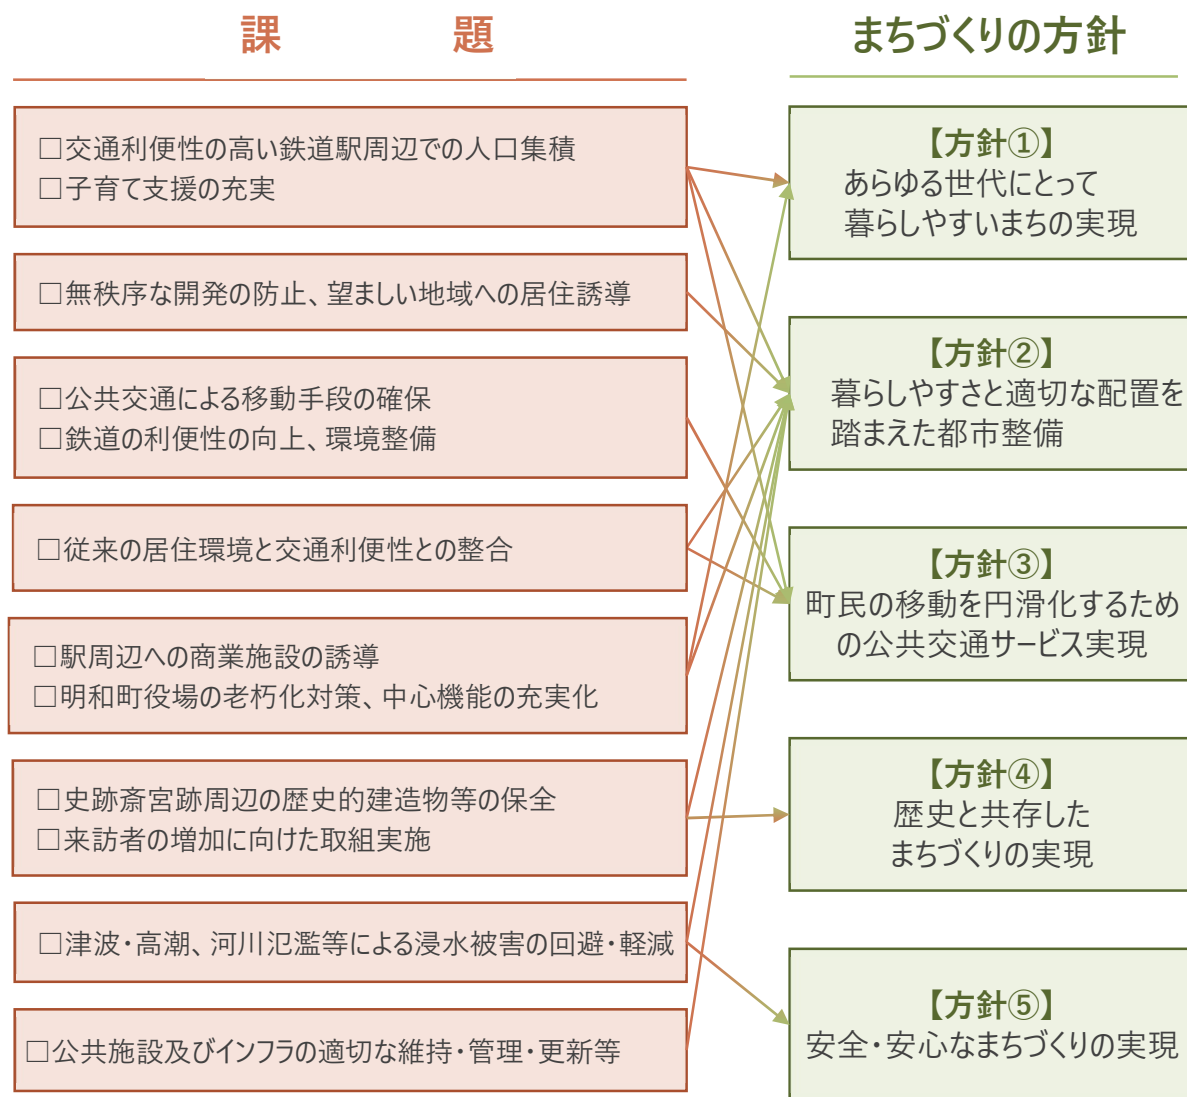 課　題
□交通利便性の高い鉄道駅周辺での人口集積
□子育て支援の充実
□無秩序な開発の防止、望ましい地域への居住誘導
□公共交通による移動手段の確保
□鉄道の利便性の向上、環境整備
□従来の居住環境と交通利便性との整合
□駅周辺への商業施設の誘導
□明和町役場の老朽化対策、中心機能の充実化
□史跡斎宮跡周辺の歴史的建造物等の保全
□来訪者の増加に向けた取組実施
□津波・高潮、河川氾濫等による浸水被害の回避・軽減
□公共施設及びインフラの適切な維持・管理・更新等
まちづくりの方針
【方針①】
あらゆる世代にとって
暮らしやすいまちの実現
【方針②】
暮らしやすさと適切な配置を
踏まえた都市整備
【方針③】
町民の移動を円滑化するため
の公共交通サービス実現
【方針④】
歴史と共存した
まちづくりの実現
【方針⑤】
安全・安心なまちづくりの実現